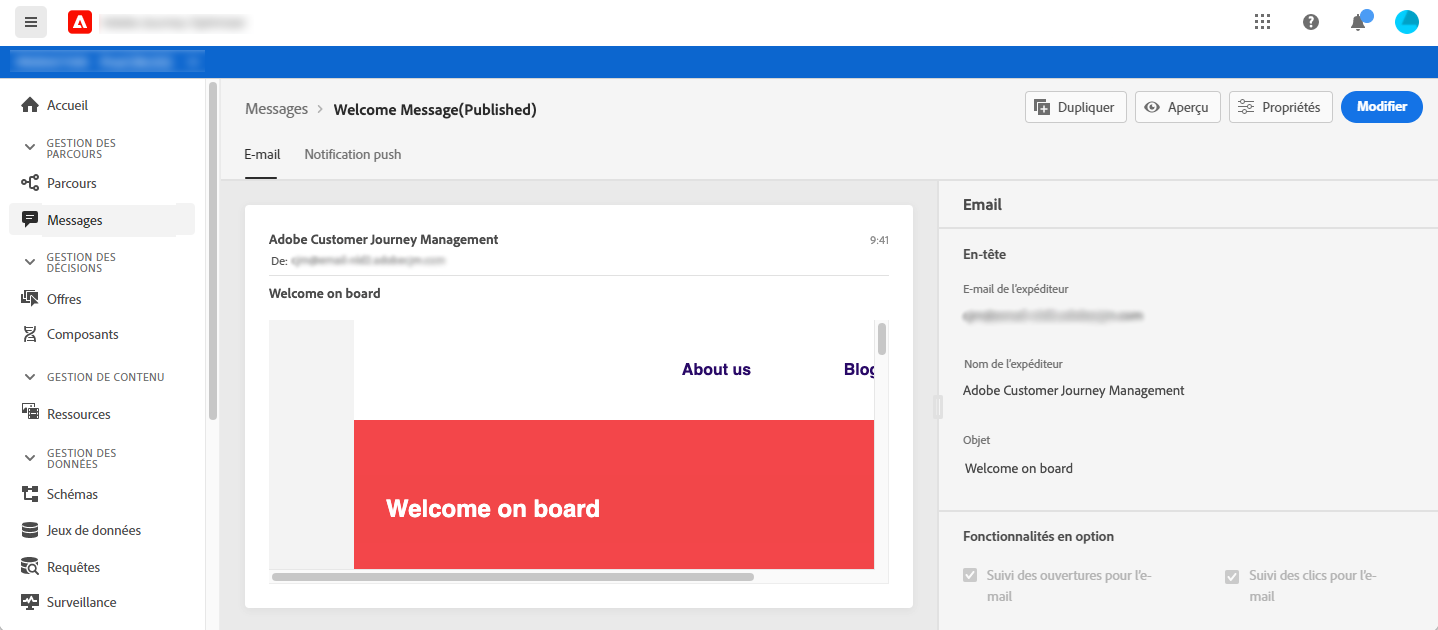 Accueil
GESTION DES
PARCOURS
Parcours
Messages
GESTION DES
DÉCISIONS
Offres
Composants
GESTION DE CONTENU
Ressources
GESTION DES
DONNÉES
Schémas
Jeux de données
Requêtes
Surveillance
Messages > Welcome Message(Published)
Dupliquer
Aperçu
Propriétés
Modifier
E-mail Notification push
Adobe Customer Journey Management 9:41
De:
Welcome on board
About us Blog
Welcome on board
Email
En-tête
E-mail de l'expéditeur
Nom de l'expéditeur
Adobe Customer Journey Management
Objet
Welcome on board
Fonctionnalités en option
Suivi des ouvertures pour l'e-
mail
Suivi des clics pour l'e-
mail